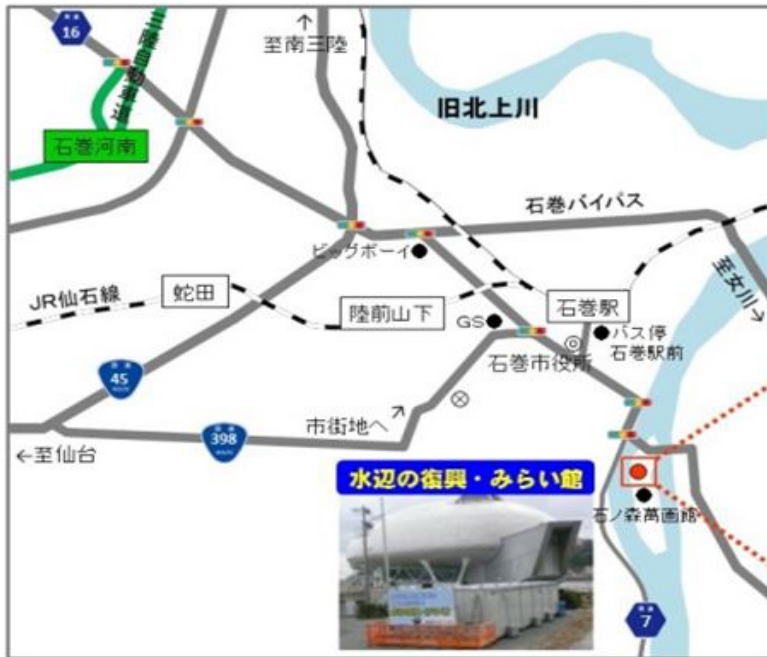 16
三陸自動車道
↑
至南三陸
旧北上川
石巻河南
石巻バイパス
ビッグボーイ
JR仙石線
蛇田
陸前山下
GS
石巻駅
バス停
石巻駅前
石巻市役所
至女川→
45
398
市街地へ
←至仙台
水辺の復興・みらい館
石ノ森萬画館
7